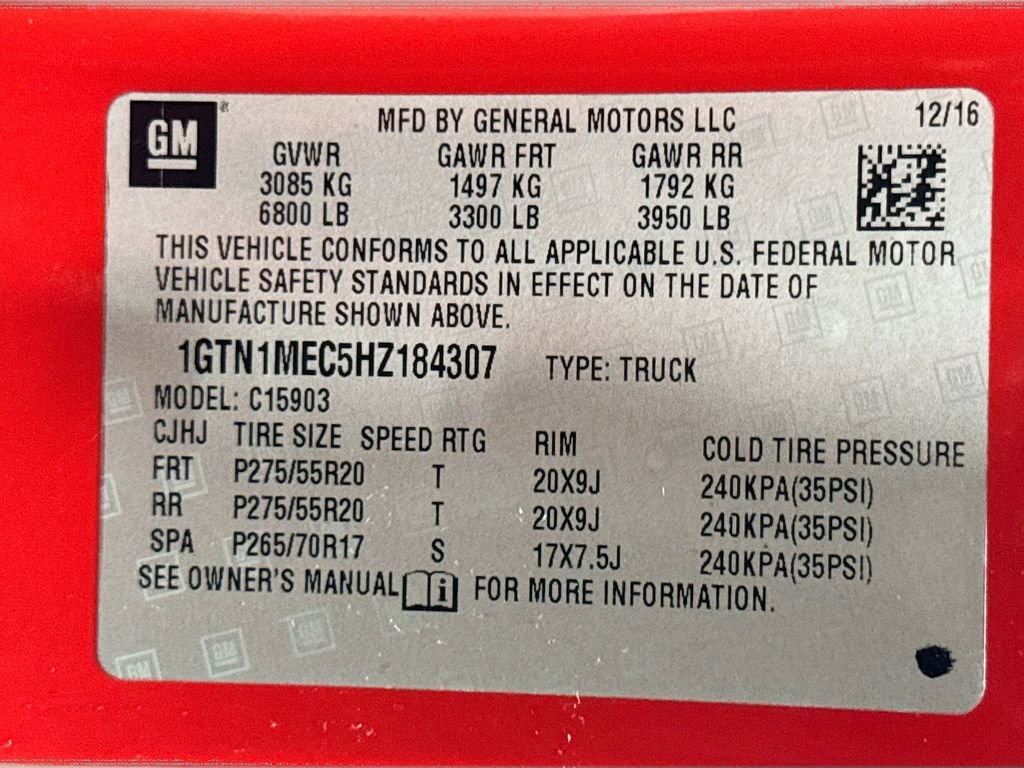 GM® MFD BY GENERAL MOTORS LLC 12/16
GVWR GAWR FRT GAWR RR
3085 KG 1497 KG 1792 KG
6800 LB 3300 LB 3950 LB
THIS VEHICLE CONFORMS TO ALL APPLICABLE U.S. FEDERAL MOTOR
VEHICLE SAFETY STANDARDS IN EFFECT ON THE DATE OF
MANUFACTURE SHOWN ABOVE.
1GTN1MEC5HZ184307 TYPE: TRUCK
MODEL: C15903
CJHJ TIRE SIZE SPEED RTG RIM COLD TIRE PRESSURE
FRT P275/55R20 T 20X9J 240KPA(35PSI)
RR P275/55R20 T 20X9J 240KPA(35PSI)
SPA P265/70R17 S 17X7.5J 240KPA(35PSI)
SEE OWNER'S MANUAL i FOR MORE INFORMATION.